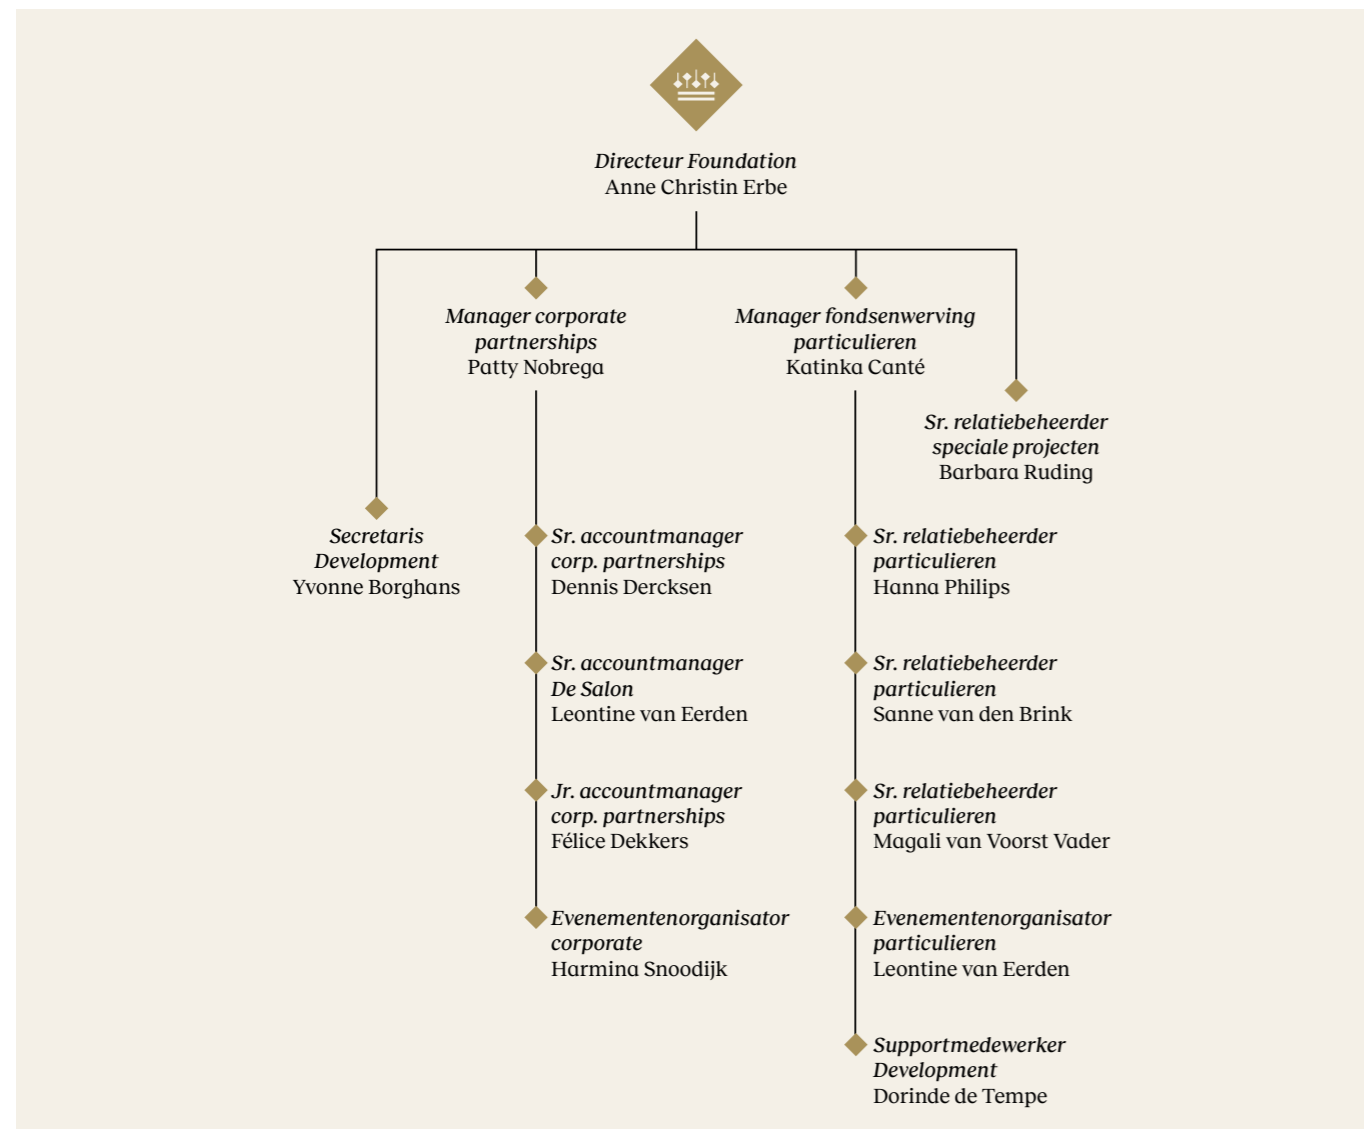 Directeur Foundation
Anne Christin Erbe
Manager corporate
partnerships
Patty Nobrega
Manager fondsenwerving
particulieren
Katinka Canté
Sr. relatiebeheerder
speciale projecten
Barbara Ruding
Secretaris
Development
Yvonne Borghans
Sr. accountmanager
corp. partnerships
Dennis Dercksen
Sr. accountmanager
De Salon
Leontine van Eerden
Jr. accountmanager
corp. partnerships
Félice Dekkers
Evenementenorganisator
corporate
Harmina Snoodijk
Sr. relatiebeheerder
particulieren
Hanna Philips
Sr. relatiebeheerder
particulieren
Sanne van den Brink
Sr. relatiebeheerder
particulieren
Magali van Voorst Vader
Evenementenorganisator
particulieren
Leontine van Eerden
Supportmedewerker
Development
Dorinde de Tempe